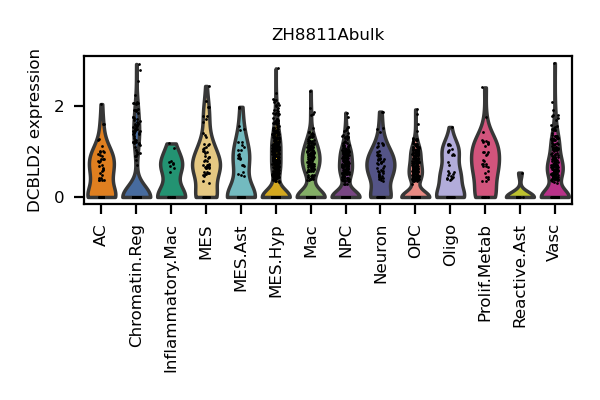 ZH8811Abulk
DCBLD2 expression
2
0
AC
Chromatin.Reg
Inflammatory.Mac
MES
MES.Ast
MES.Hyp
Mac
NPC
Neuron
OPC
Oligo
Prolif.Metab
Reactive.Ast
Vasc